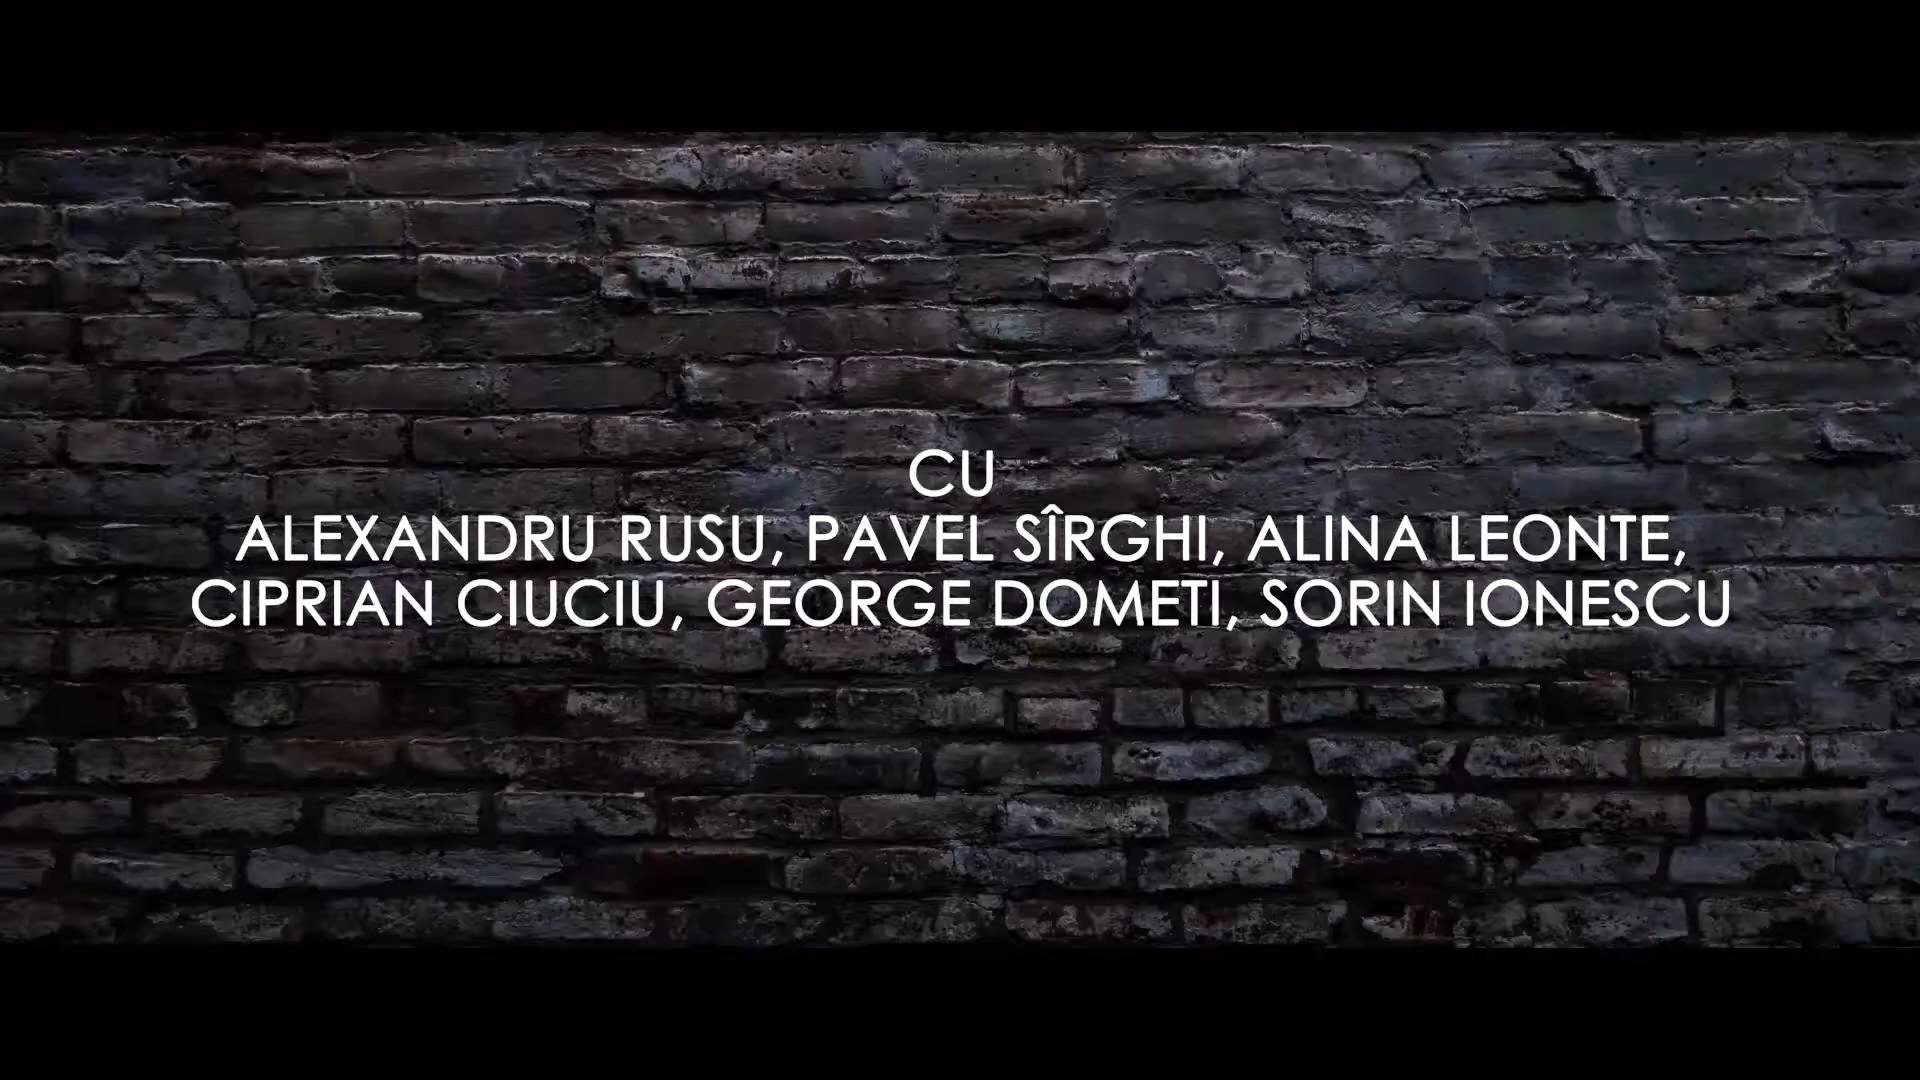 CU
ALEXANDRU RUSU, PAVEL SÎRGHI, ALINA LEONTE,
CIPRIAN CIUCIU, GEORGE DOMETI, SORIN IONESCU